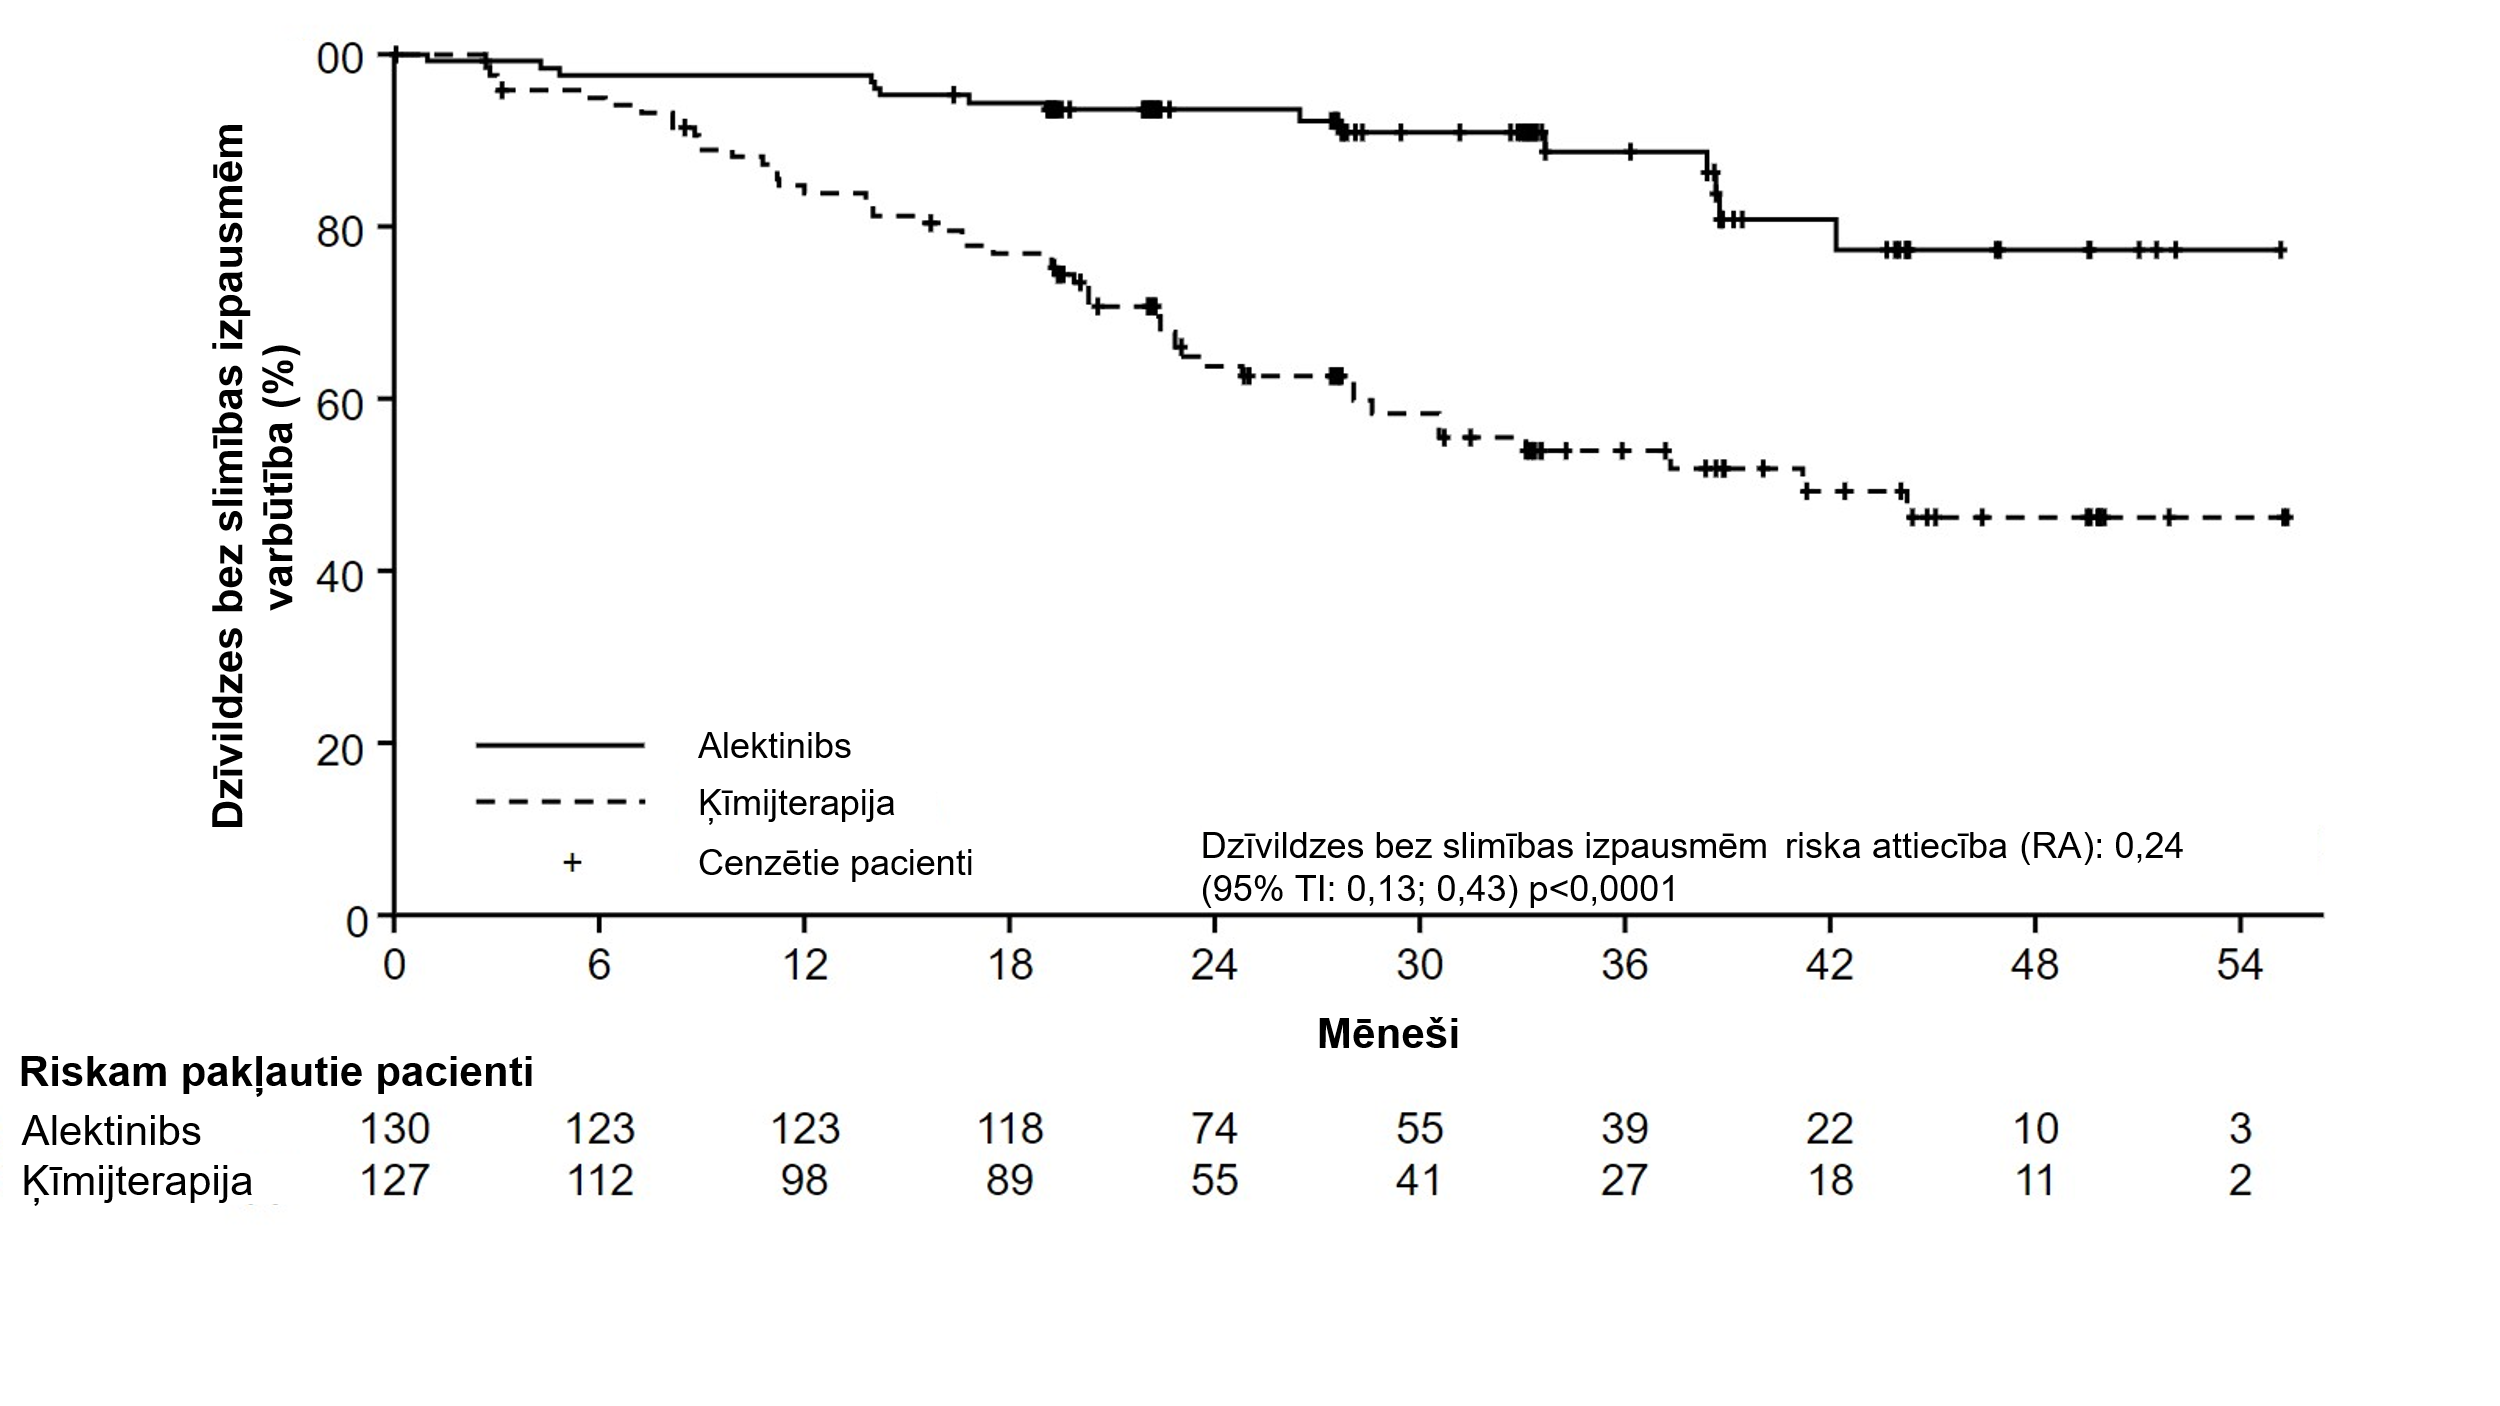 Dzīvildzes bez slimības izpausmēm
varbūtība (%)
00
80
60
40
20
0
Alektinibs
Ķīmijterapija
+ Cenzētie pacienti
Dzīvildzes bez slimības izpausmēm riska attiecība (RA): 0,24
(95% TI: 0,13; 0,43) p<0,0001
0 6 12 18 24 30 36 42 48 54
Mēneši
Riskam pakļautie pacienti
Alektinibs 130 123 123 118 74 55 39 22 10 3
Ķīmijterapija 127 112 98 89 55 41 27 18 11 2